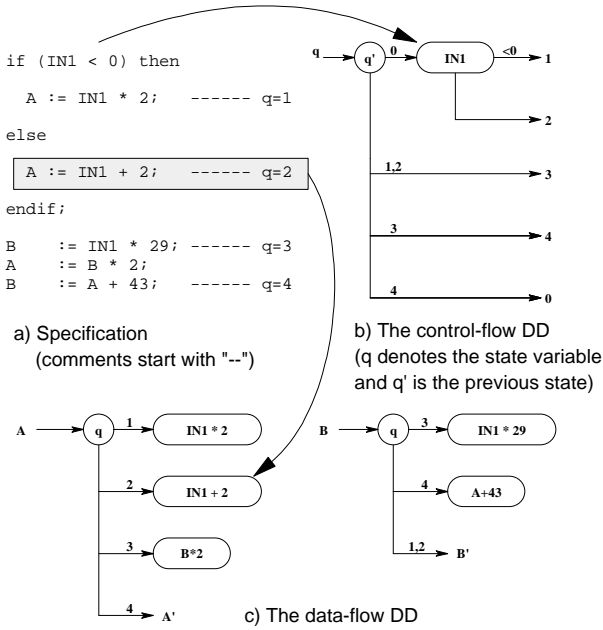 if (IN1 < 0) then
A := IN1 * 2; ------ q=1
else
A := IN1 + 2; ------ q=2
endif;
B := IN1 * 29; ------ q=3
A := B * 2;
B := A + 43; ------ q=4
a) Specification
(comments start with "--")
q q' 0 IN1 <0 1
2
1,2 3
3 4
4 0
b) The control-flow DD
(q denotes the state variable
and q' is the previous state)
A q 1 IN1 * 2
2 IN1 + 2
3 B*2
4 A'
B q 3 IN1 * 29
4 A+43
1,2 B'
c) The data-flow DD